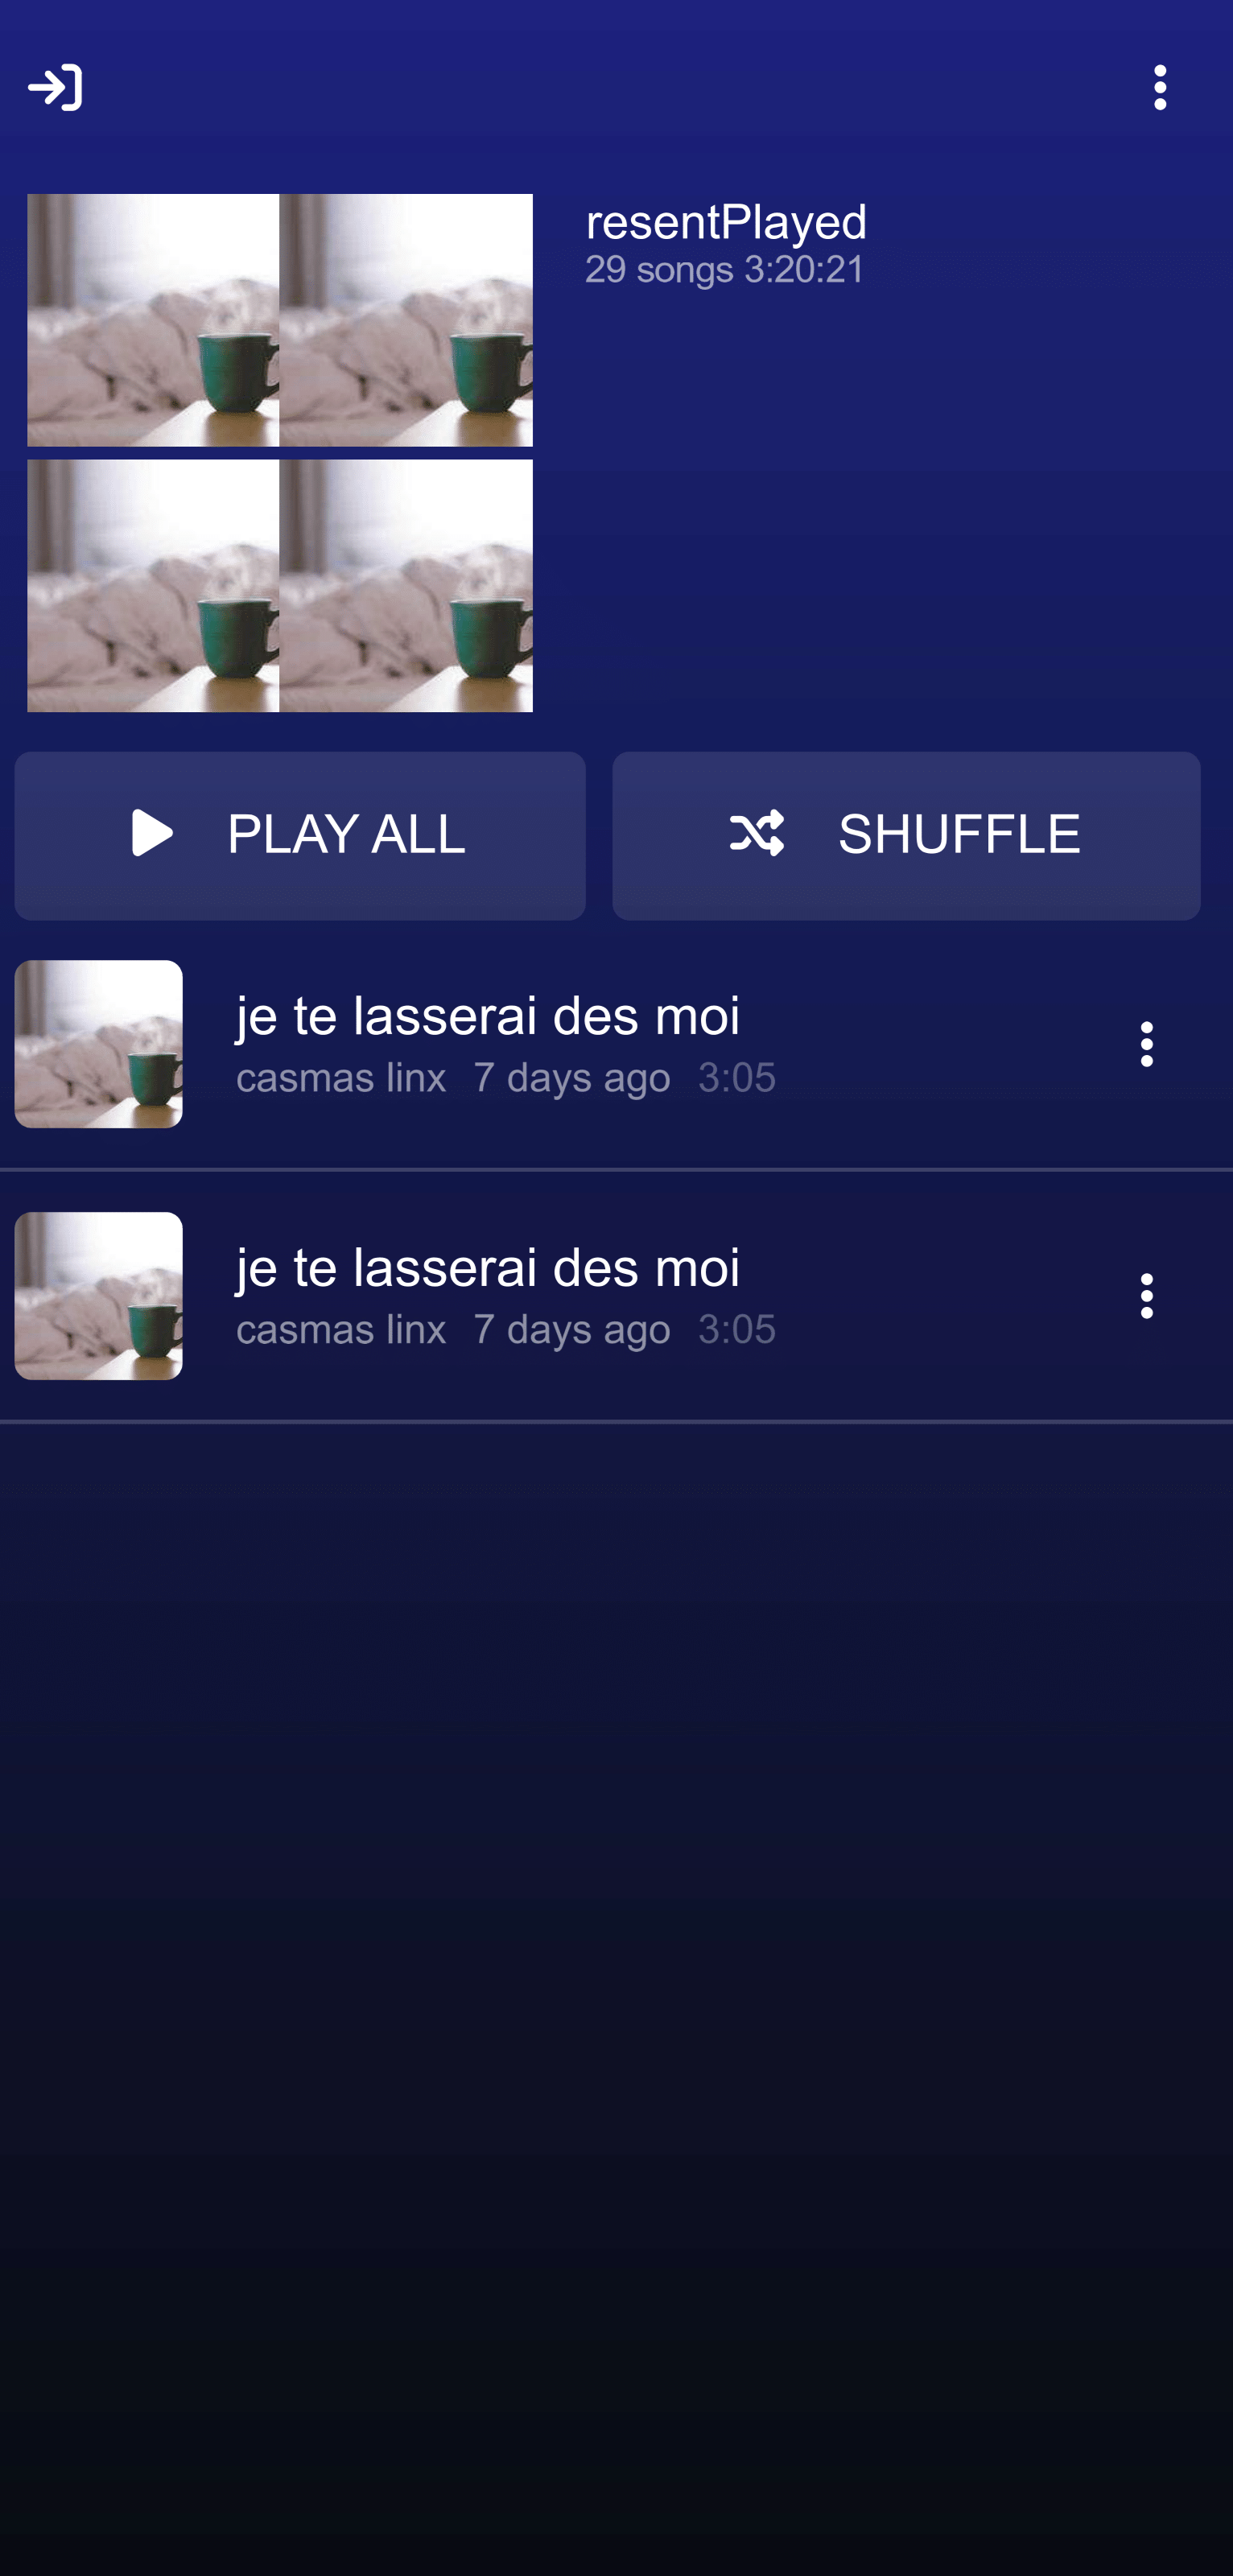 resentPlayed
29 songs 3:20:21
PLAY ALL
SHUFFLE
je te lasserai des moi
casmas linx 7 days ago 3:05
je te lasserai des moi
casmas linx 7 days ago 3:05